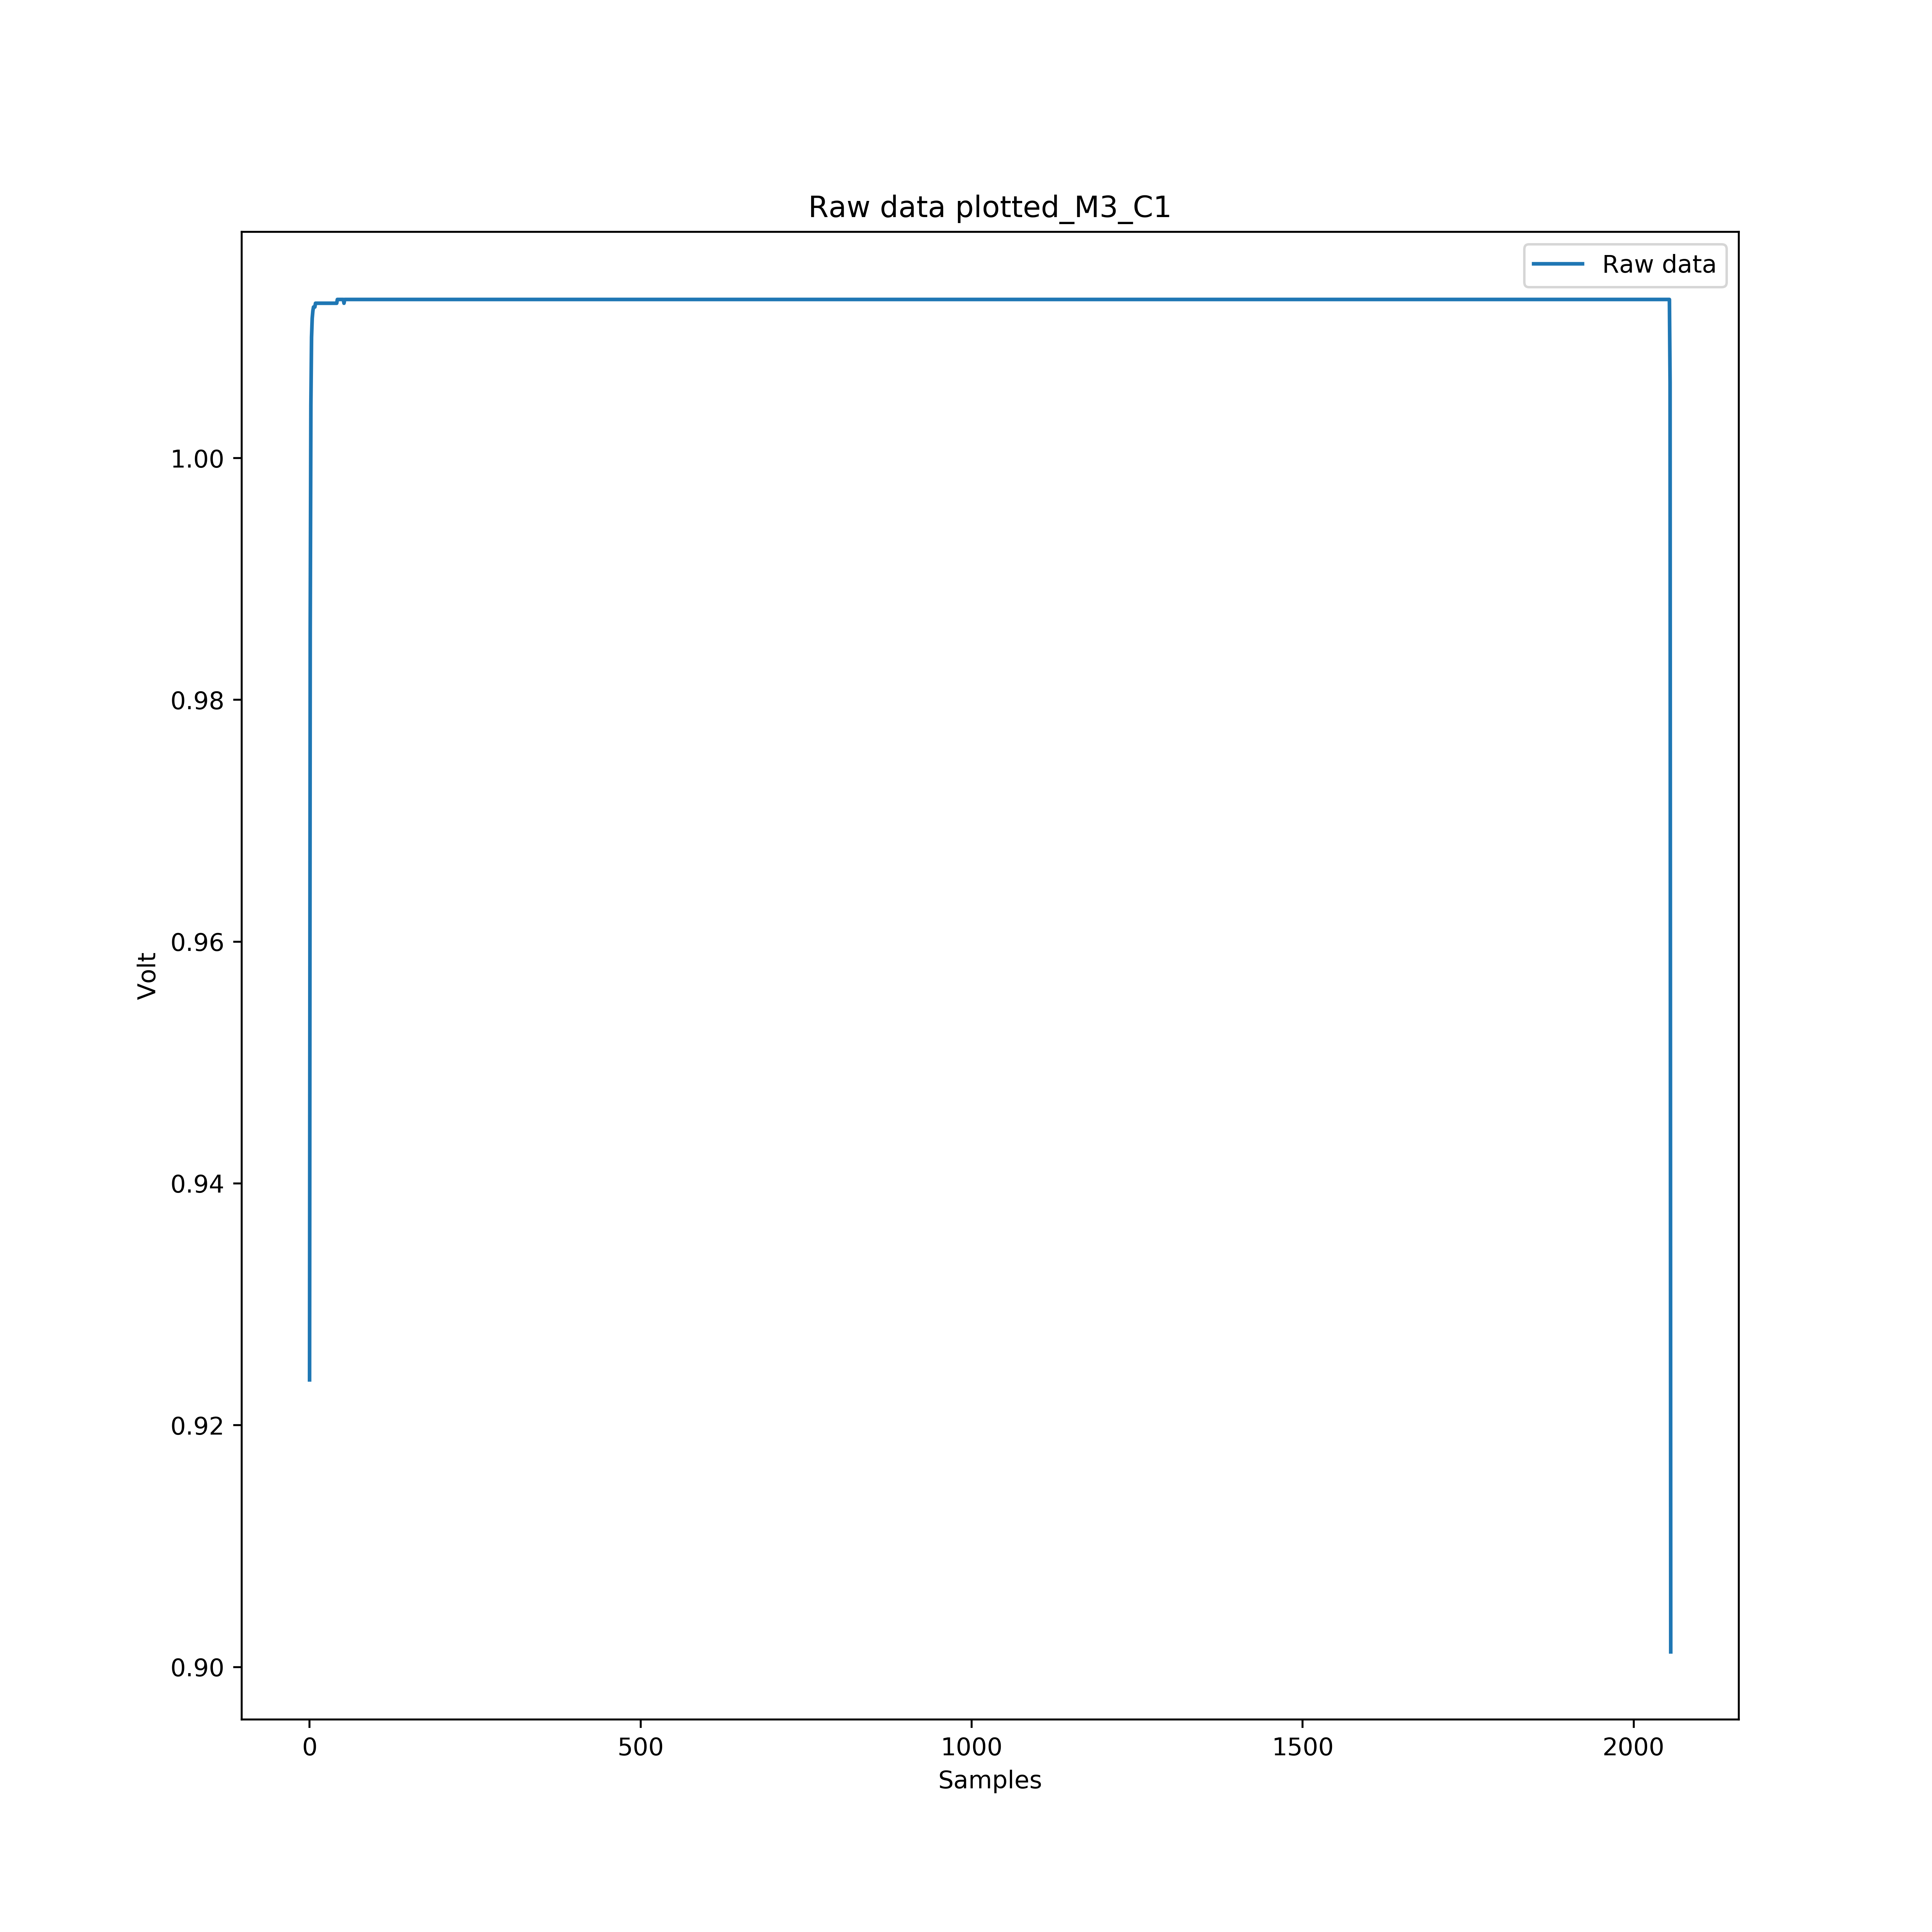 Raw data plotted_M3_C1
Raw data
1.00
0.98
0.96
0.94
0.92
0.90
Volt
0 500 1000 1500 2000
Samples